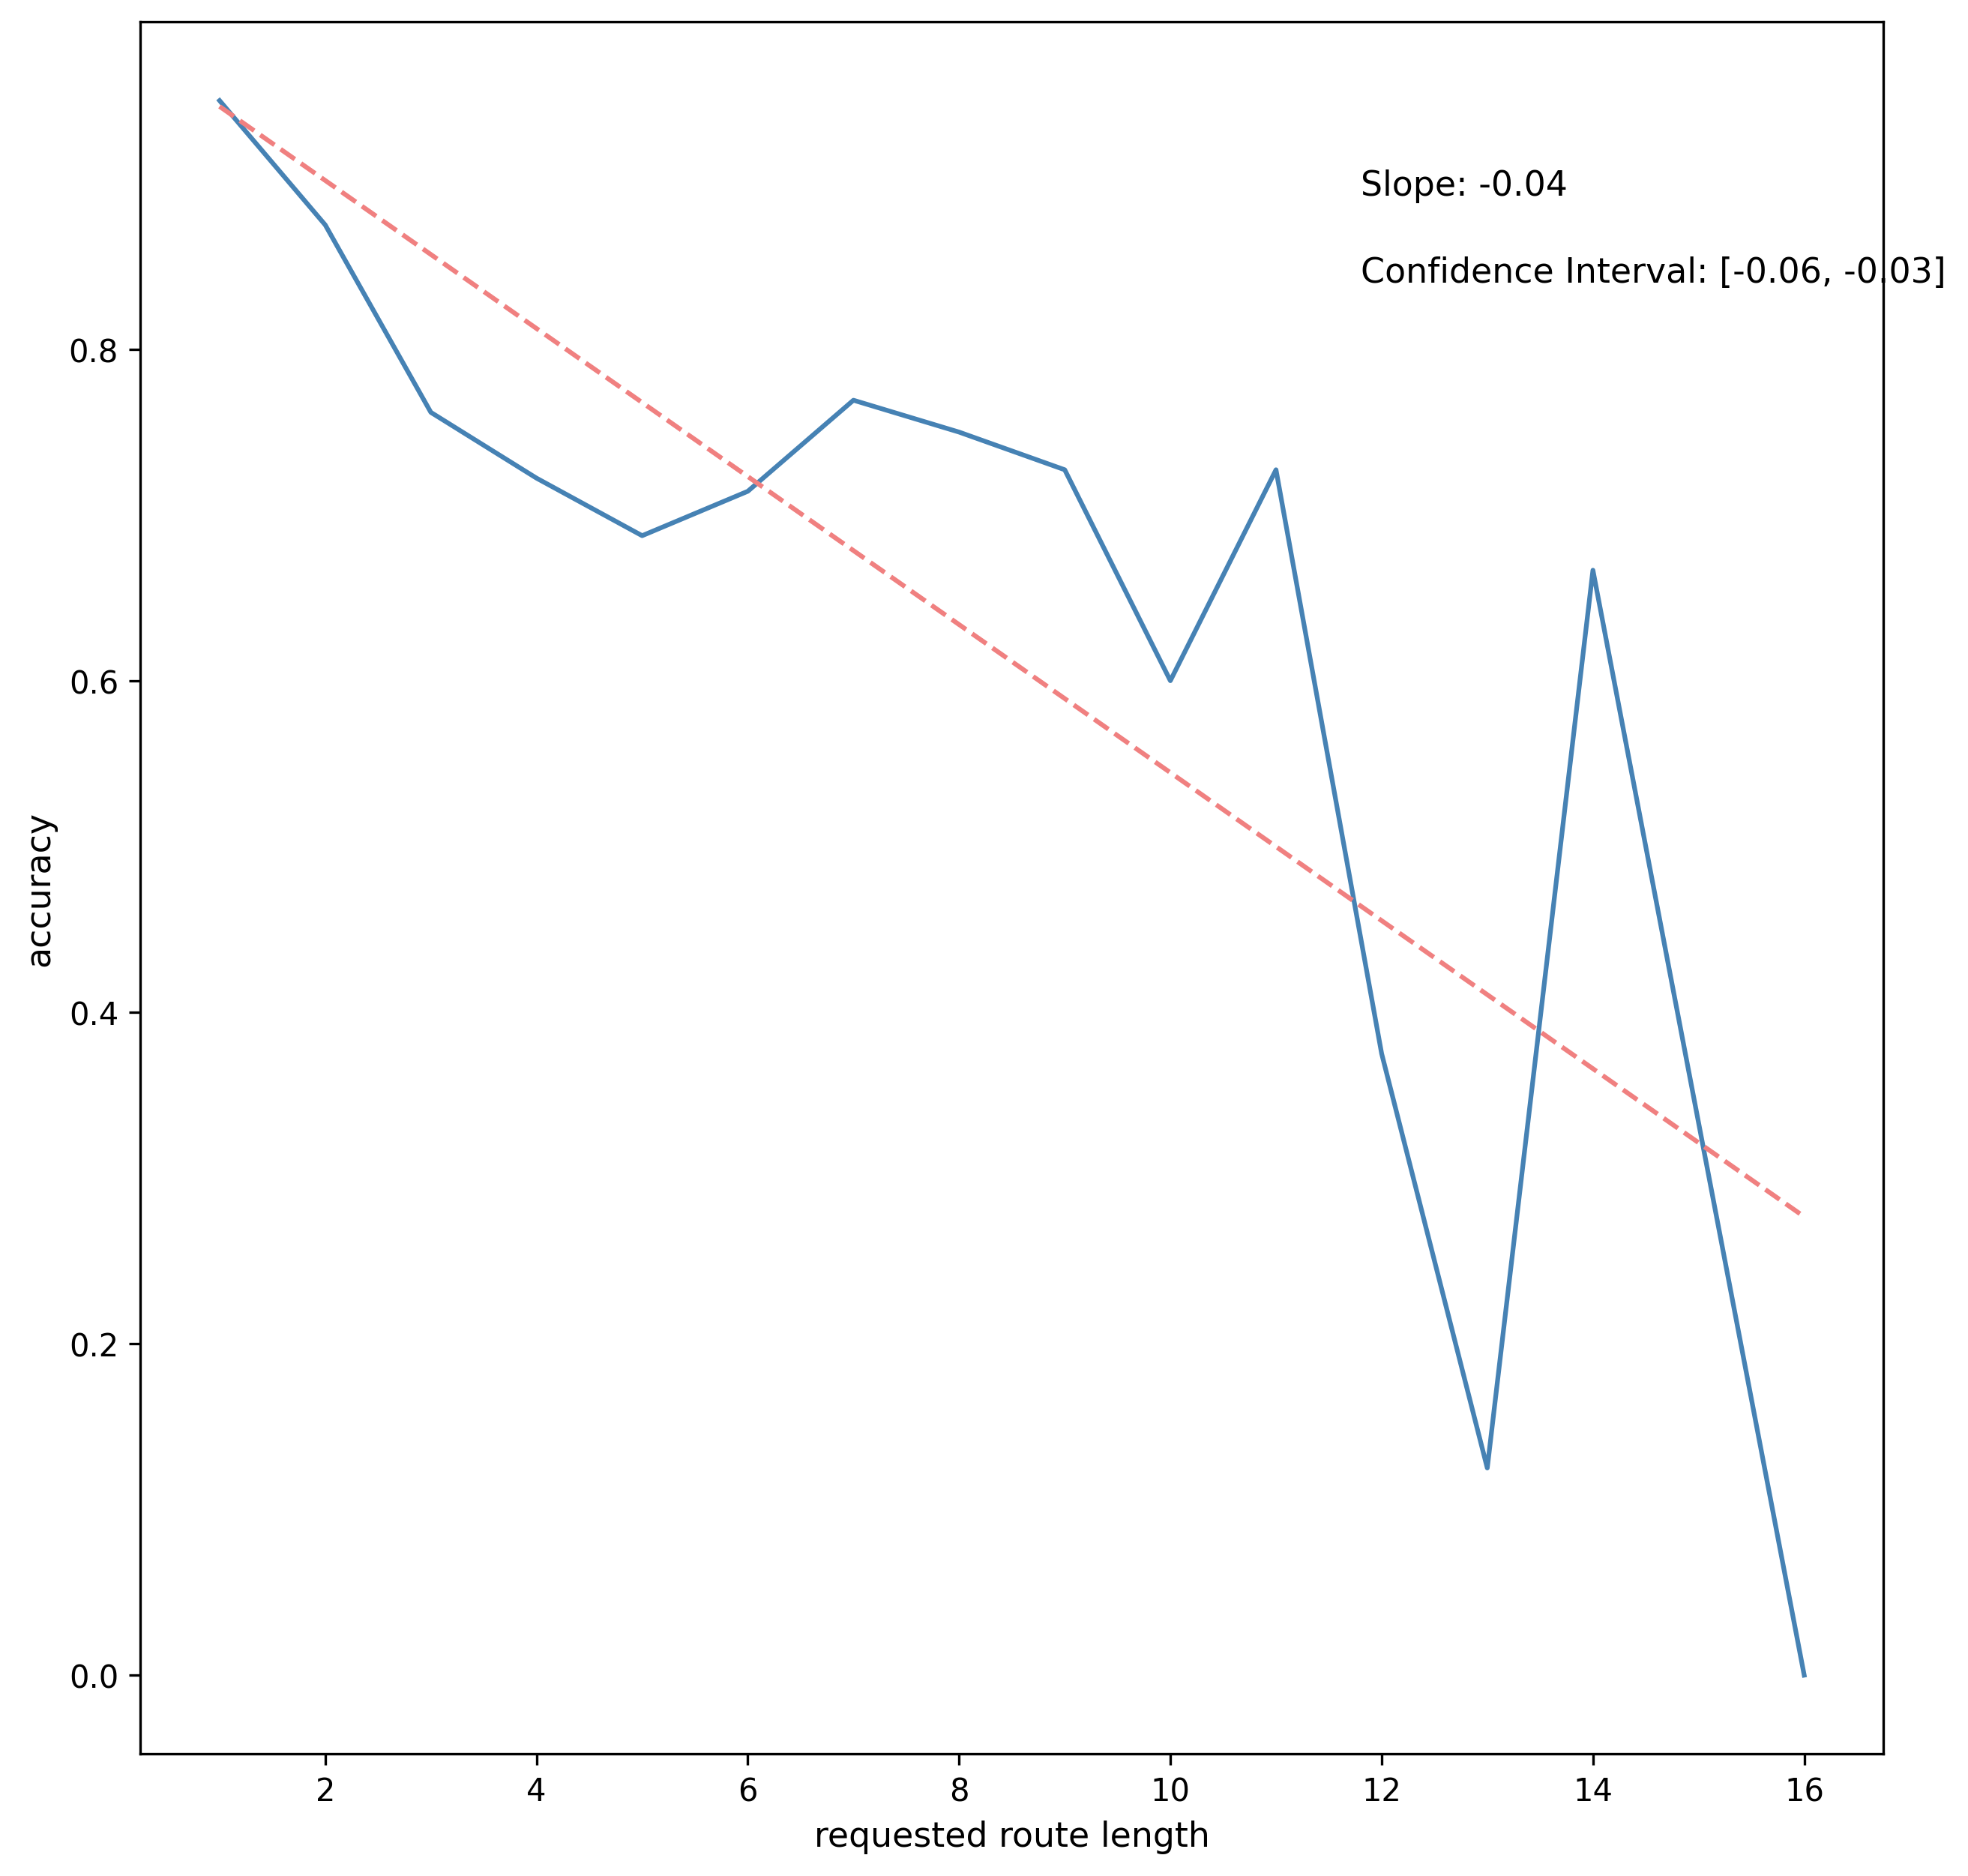 Slope: -0.04
Confidence Interval: [-0.06, -0.03]
0.8
0.6
0.4
0.2
0.0
accuracy
2 4 6 8 10 12 14 16
requested route length